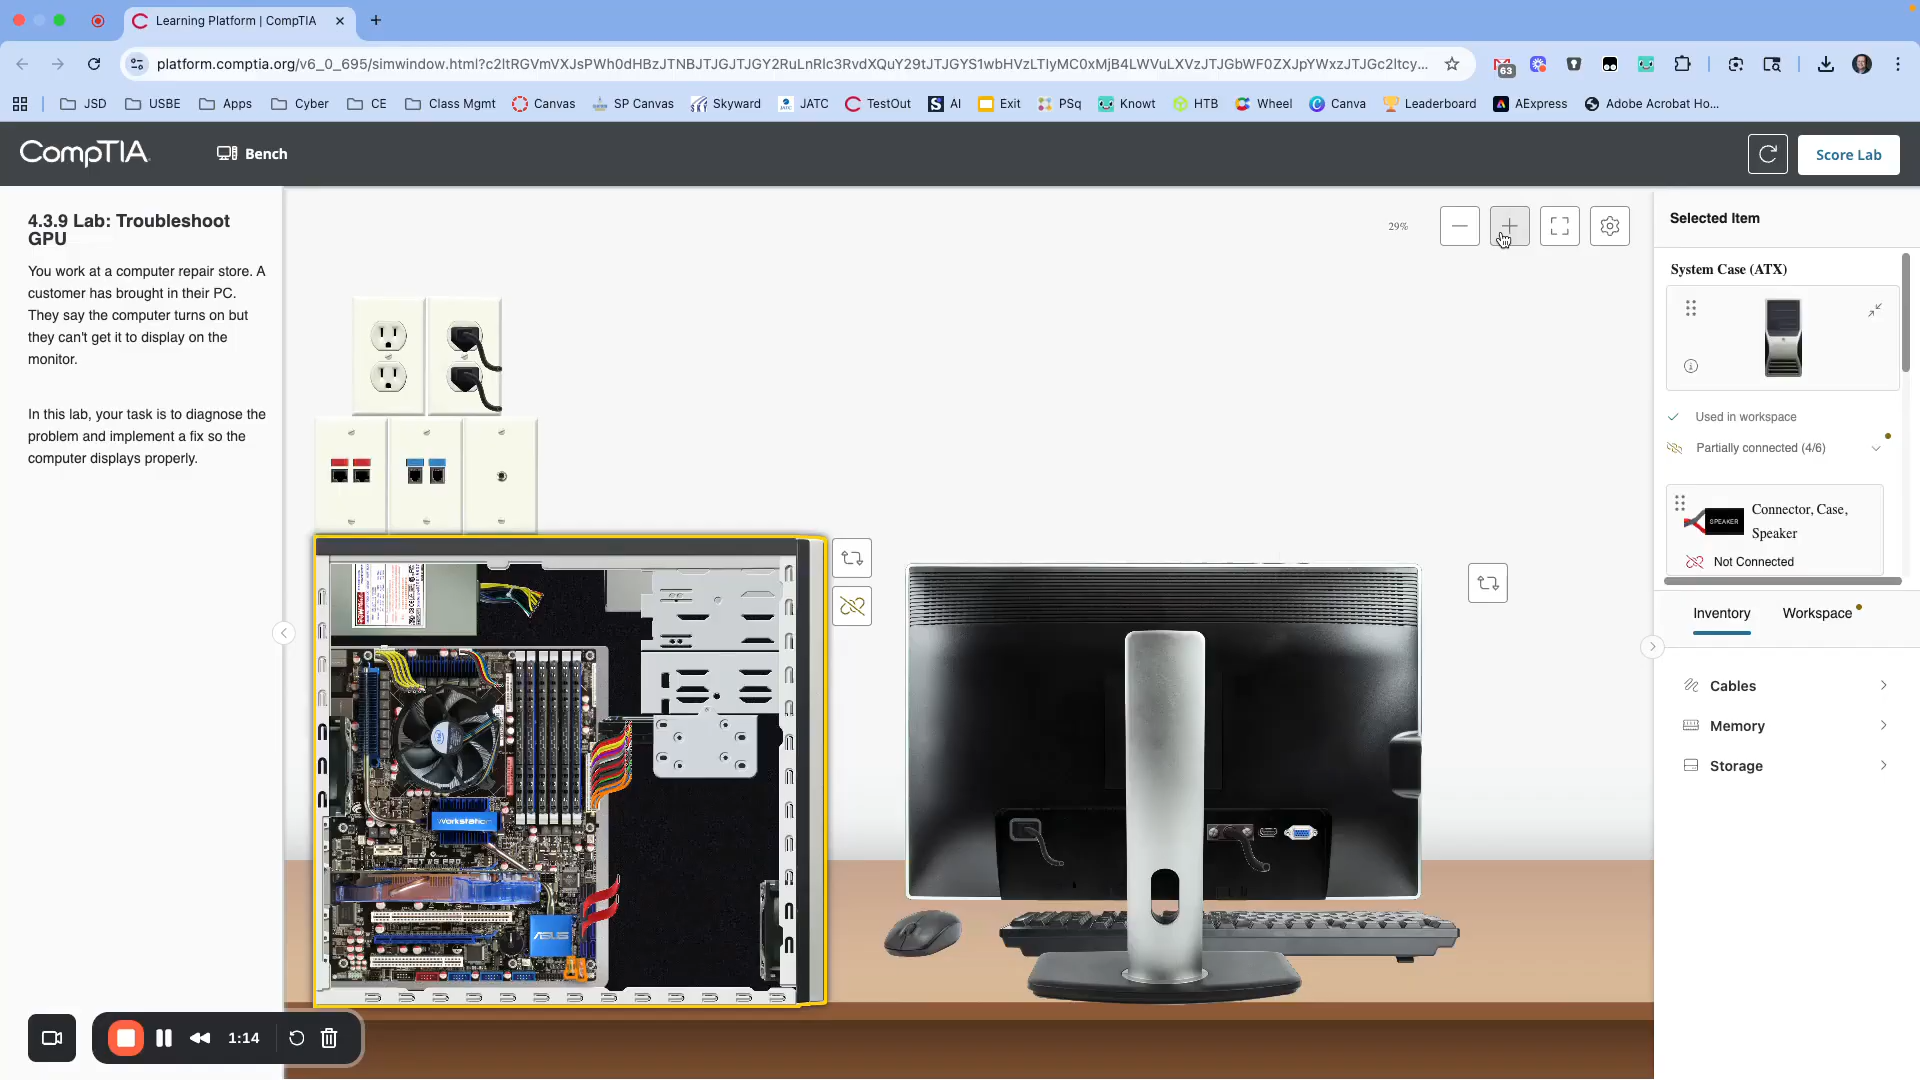 Learning Platform | CompTIA
platform.comptia.org/v6_0_695/simwindow.html?c2ltRGVmVXJsPWh0dHBzJTNBJTJGJTJGY2RuLnRlc3RvdXQuY29tJTJGYS1wbHVzLTIyMC0xMjB4LWVuLXVzJTJGbWF0ZXJpYWxzJTJGc2ltcy...
63
JSD
USBE
Apps
Cyber
CE
Class Mgmt
Canvas
SP Canvas
Skyward
JATC
TestOut
AI
Exit
PSq
Knowt
HTB
Wheel
Canva
Leaderboard
AExpress
Adobe Acrobat Ho...
CompTIA.
Bench
Score Lab
4.3.9 Lab: Troubleshoot
GPU
You work at a computer repair store. A
customer has brought in their PC.
They say the computer turns on but
they can't get it to display on the
monitor.
In this lab, your task is to diagnose the
problem and implement a fix so the
computer displays properly.
29%
Workstation
ASUS
Selected Item
System Case (ATX)
Used in workspace
Partially connected (4/6)
SPEAKER
Connector, Case,
Speaker
Not Connected
Inventory
Workspace
Cables
Memory
Storage
1:14